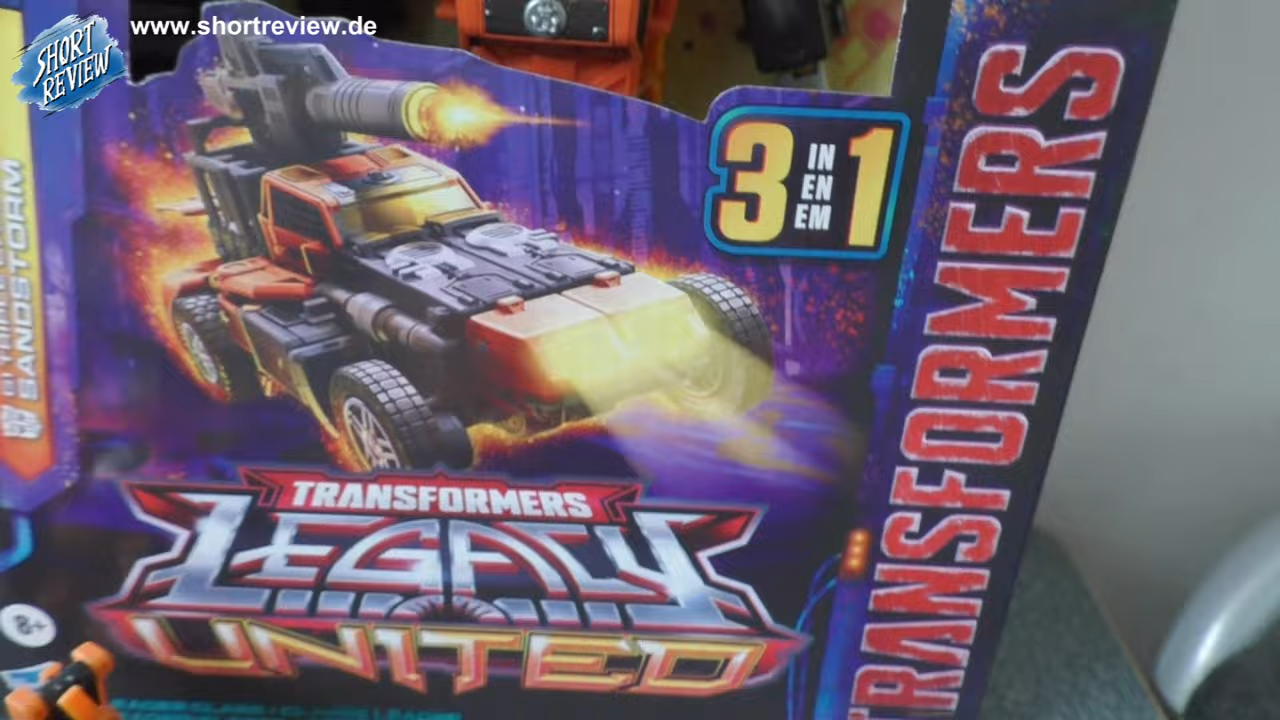 www.shortreview.de
SHORT
REVIEW
3 IN EN EM 1
SANDSTORM
TRANSFORMERS
TRANSFORMERS
LEGACY
UNITED
8+